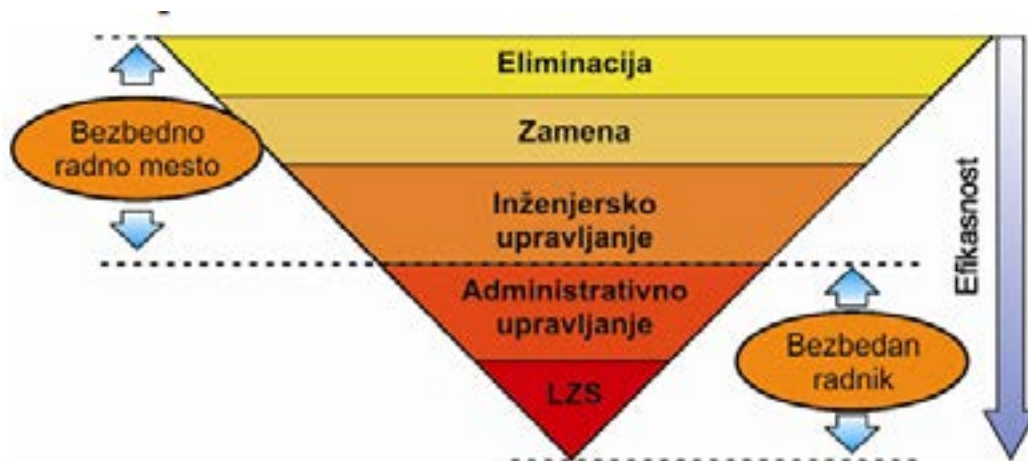 Eliminacija
Zamena
Inženjersko
upravljanje
Administrativno
upravljanje
LZS
Bezbedno
radno mesto
Bezbedan
radnik
Efikasnost